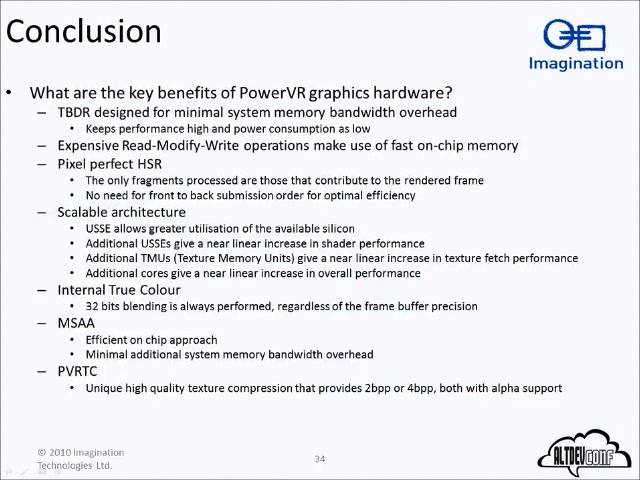 Conclusion
Imagination
• What are the key benefits of PowerVR graphics hardware?
– TBDR designed for minimal system memory bandwidth overhead
• Keeps performance high and power consumption as low
– Expensive Read-Modify-Write operations make use of fast on-chip memory
– Pixel perfect HSR
• The only fragments processed are those that contribute to the rendered frame
• No need for front to back submission order for optimal efficiency
– Scalable architecture
• USSE allows greater utilisation of the available silicon
• Additional USSEs give a near linear increase in shader performance
• Additional TMUs (Texture Memory Units) give a near linear increase in texture fetch performance
• Additional cores give a near linear increase in overall performance
– Internal True Colour
• 32 bits blending is always performed, regardless of the frame buffer precision
– MSAA
• Efficient on chip approach
• Minimal additional system memory bandwidth overhead
– PVRTC
• Unique high quality texture compression that provides 2bpp or 4bpp, both with alpha support
© 2010 Imagination
Technologies Ltd.
34
ALTDEVCONF